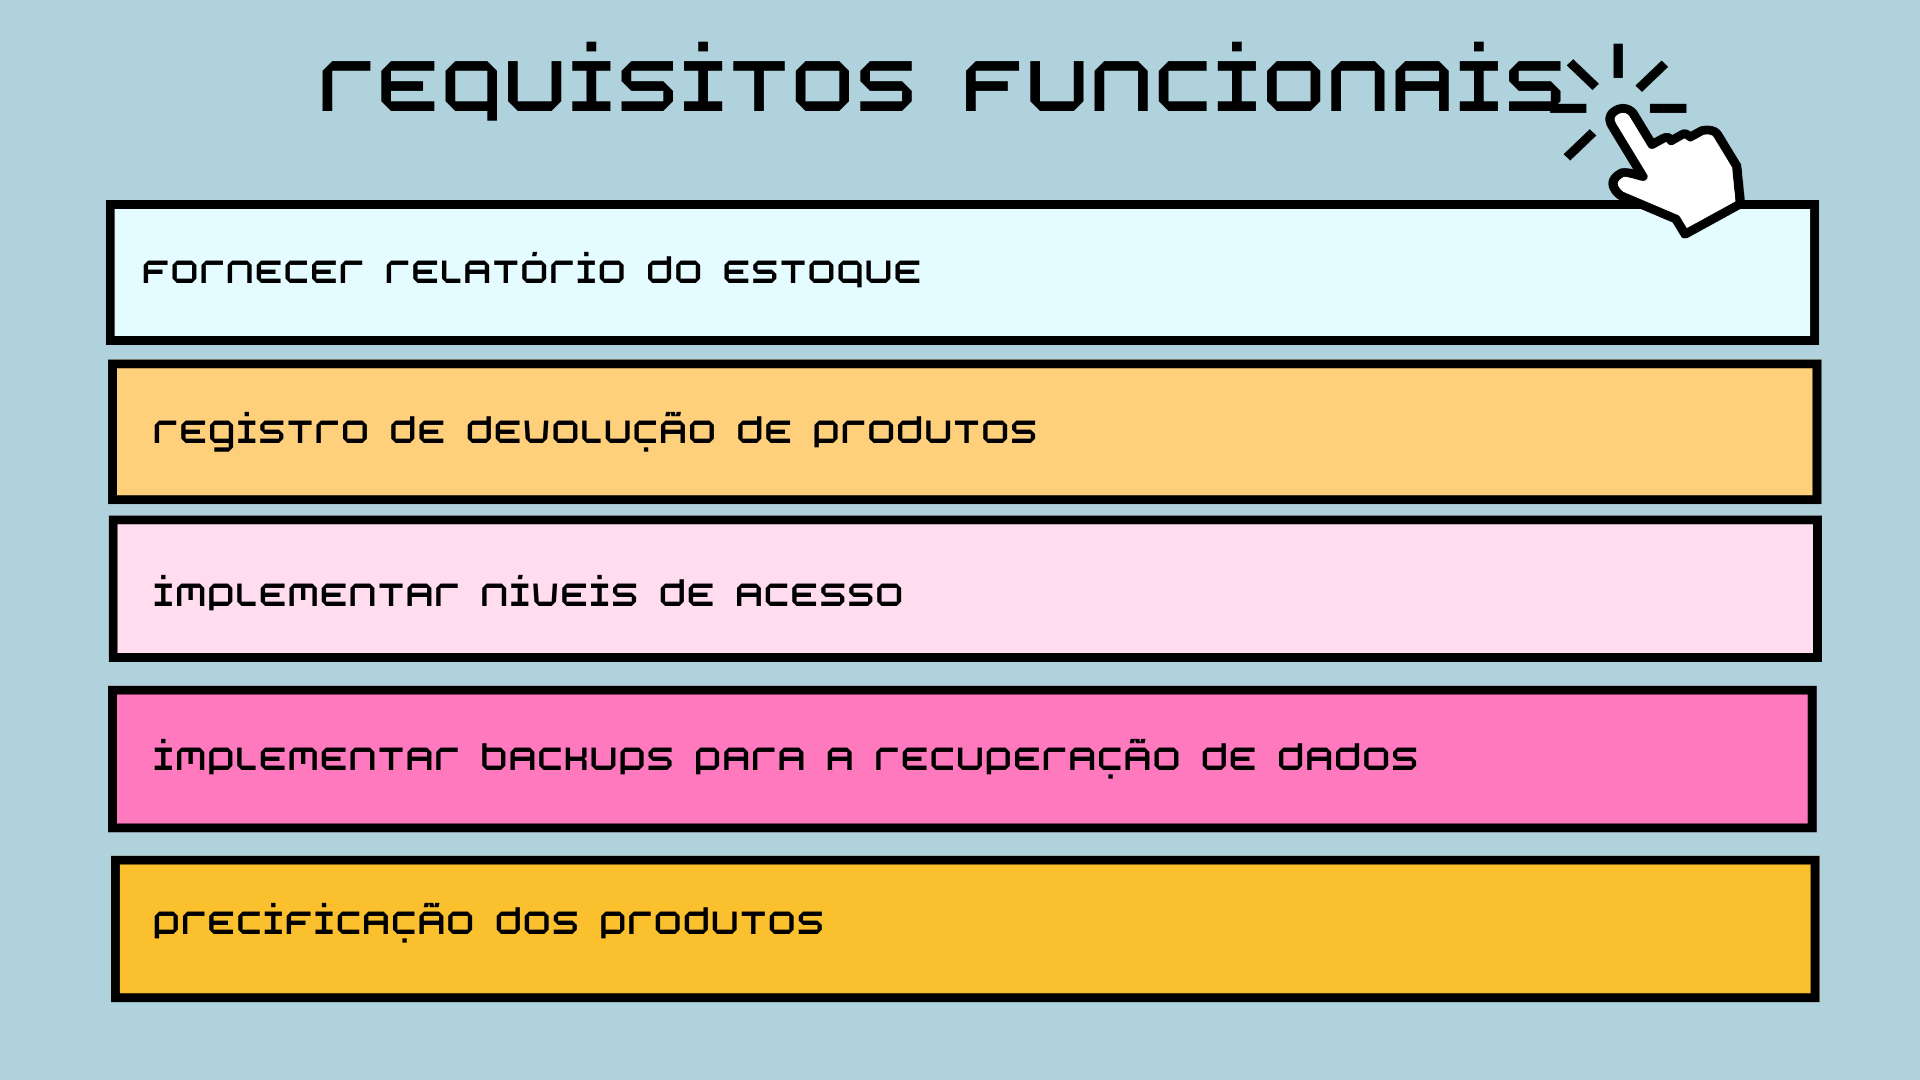 requisitos funcionais
fornecer relatório do estoque
registro de devolução de produtos
implementar níveis de acesso
implementar backups para a recuperação de dados
precificação dos produtos